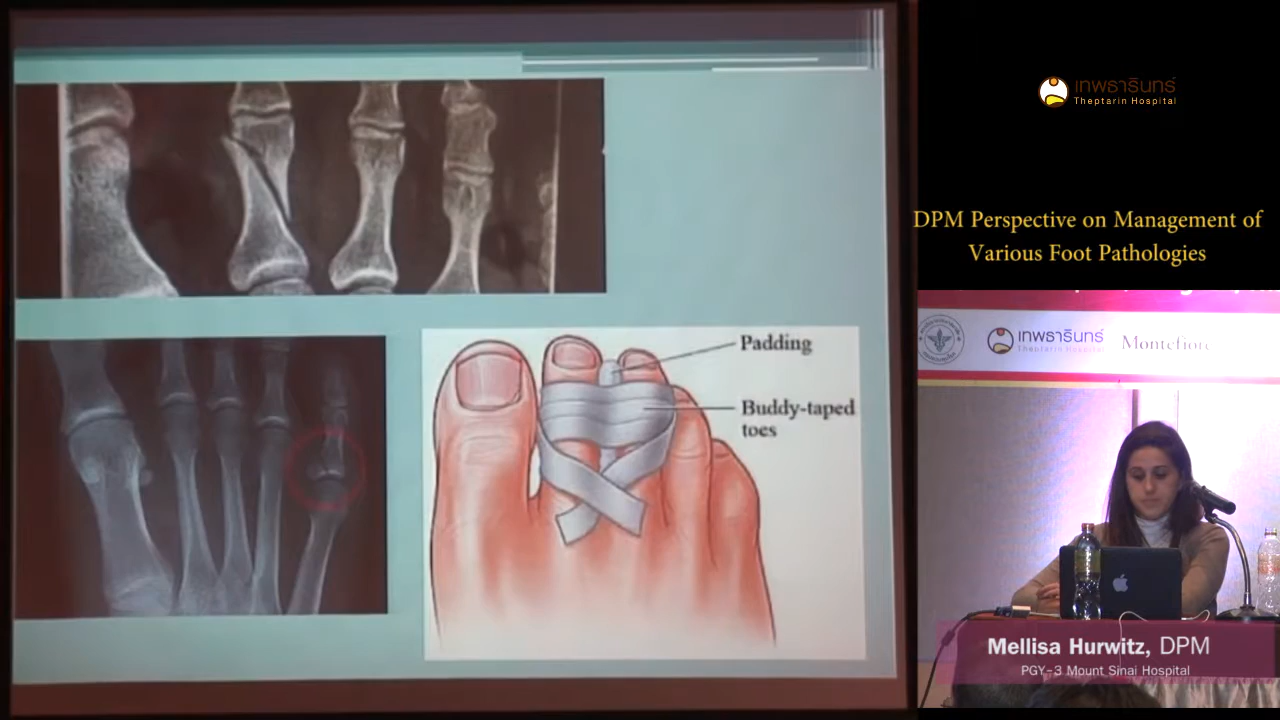 Padding
Buddy-taped
toes
เทพธารินทร์
Theptarin Hospital
DPM Perspective on Management of
Various Foot Pathologies
เทพธารินทร์
Theptarin Hospital
Montefiore
Mellisa Hurwitz, DPM
PGY-3 Mount Sinai Hospital